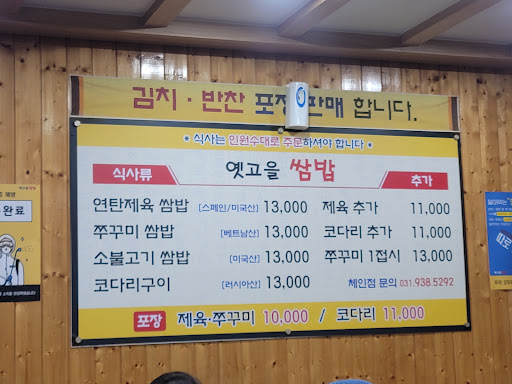 김치 · 반찬 포장 판매 합니다.
* 식사는 인원수대로 주문하셔야 합니다 *
옛고을 쌈밥
식사류
추가
연탄제육 쌈밥 [스페인/미국산] 13,000
제육 추가 11,000
쭈꾸미 쌈밥 [베트남산] 13,000
코다리 추가 11,000
소불고기 쌈밥 [미국산] 13,000
쭈꾸미 1접시 13,000
코다리구이 [러시아산] 13,000
체인점 문의 031.938.5292
포장 제육·쭈꾸미 10,000 / 코다리 11,000
완료